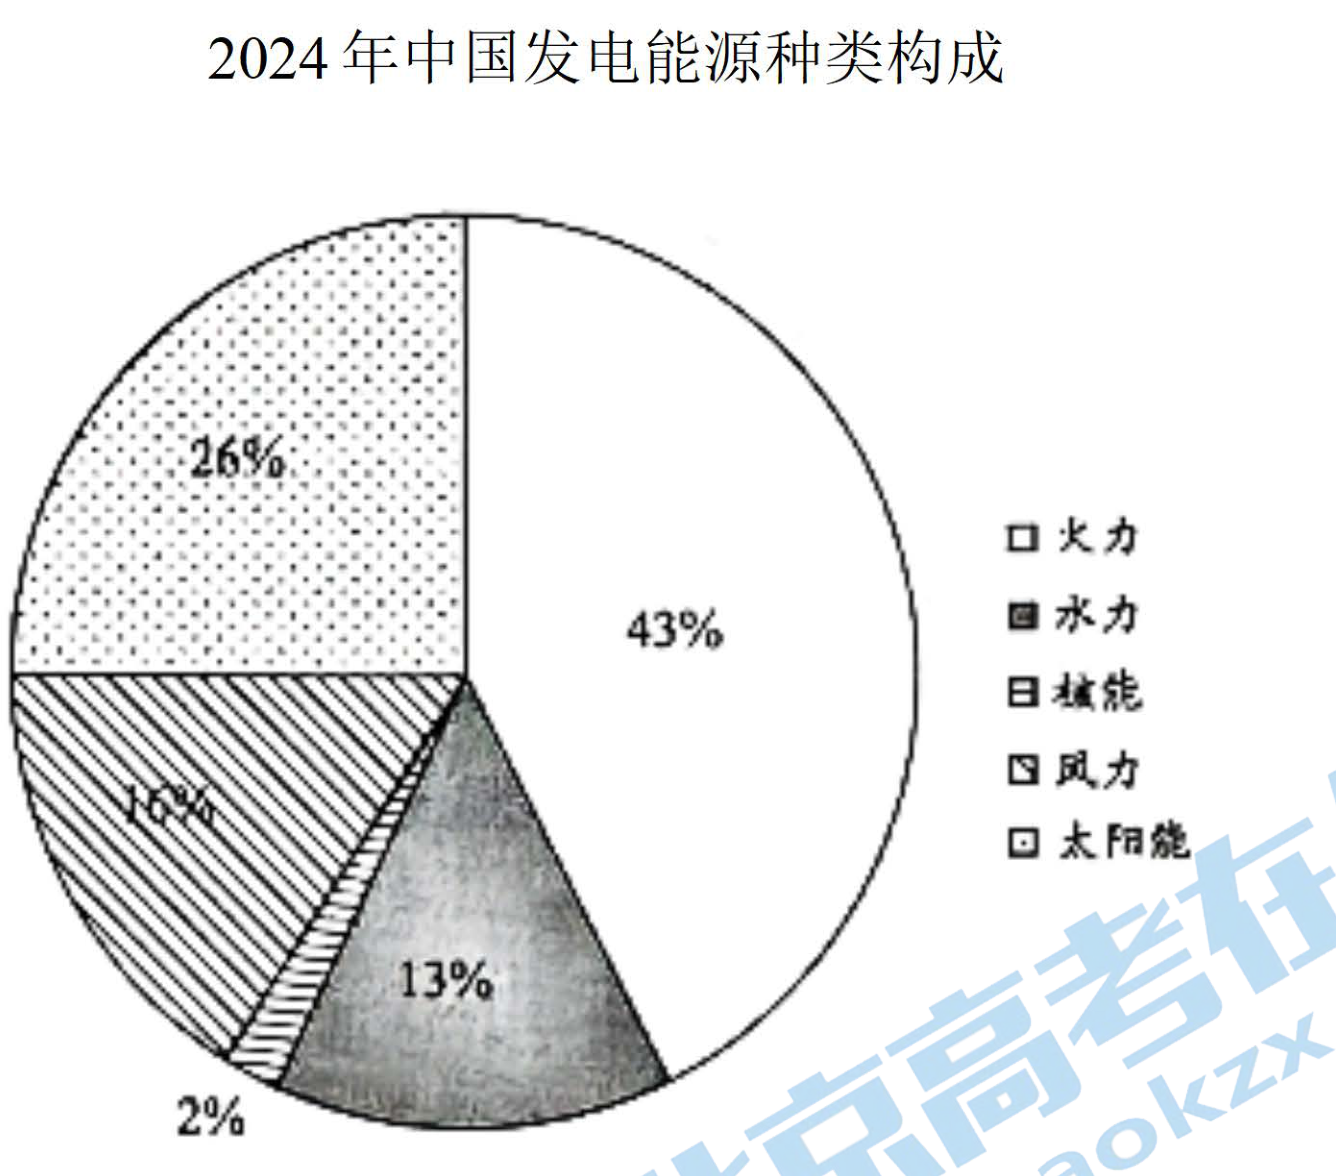 2024年中国发电能源种类构成
26%
43%
16%
13%
2%
火力
水力
核能
风力
太阳能
京高考在
aokzx